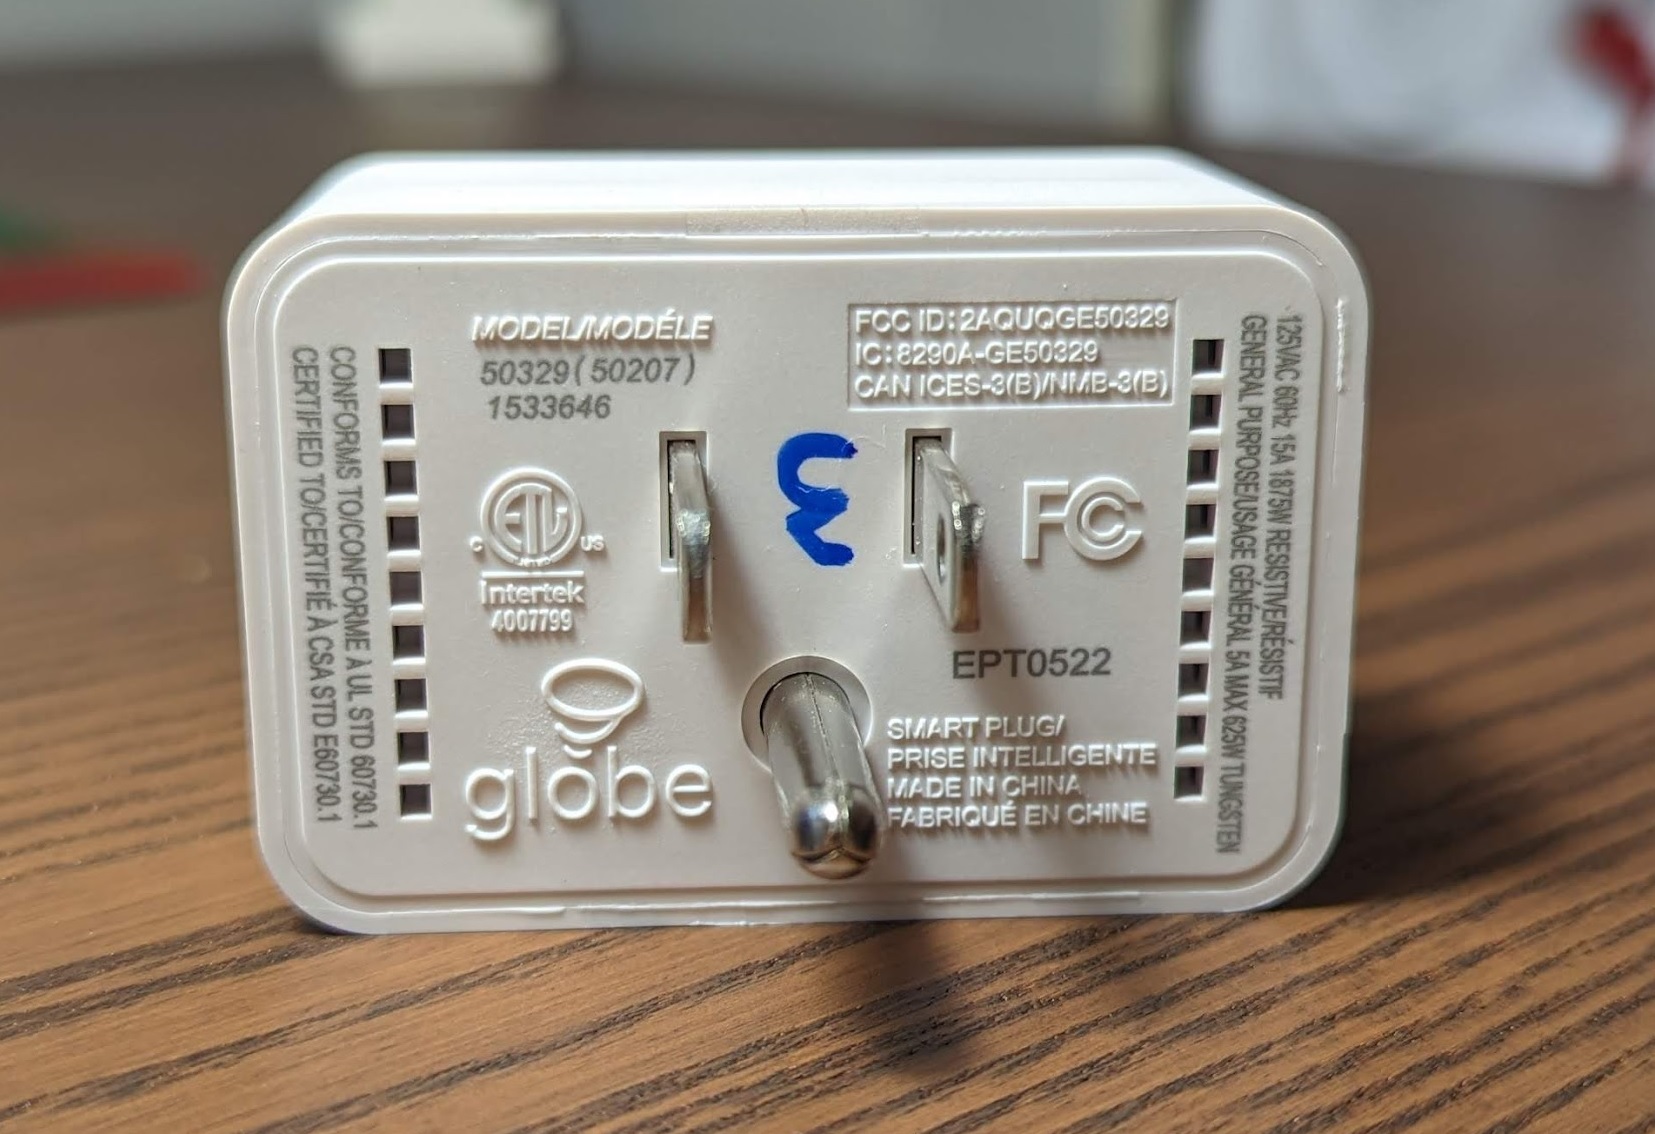 MODEL/MODÉLE
50329(50207)
1533646
FCC ID:2AQUQGE50329
IC:8290A-GE50329
CAN ICES-3(B)/NMB-3(B)
CONFORMS TO/CONFORME À UL STD 60730.1
CERTIFIED TO/CERTIFIÉ À CSA STD E60730.1
ETL
C US
Intertek
4007799
3
FC
EPT0522
globe
SMART PLUG/
PRISE INTELLIGENTE
MADE IN CHINA
FABRIQUÉ EN CHINE
125VAC 60Hz 15A 1875W RESISTIVE/RÉSISTIF
GENERAL PURPOSE/USAGE GÉNÉRAL 5A MAX 625W TUNGSTEN